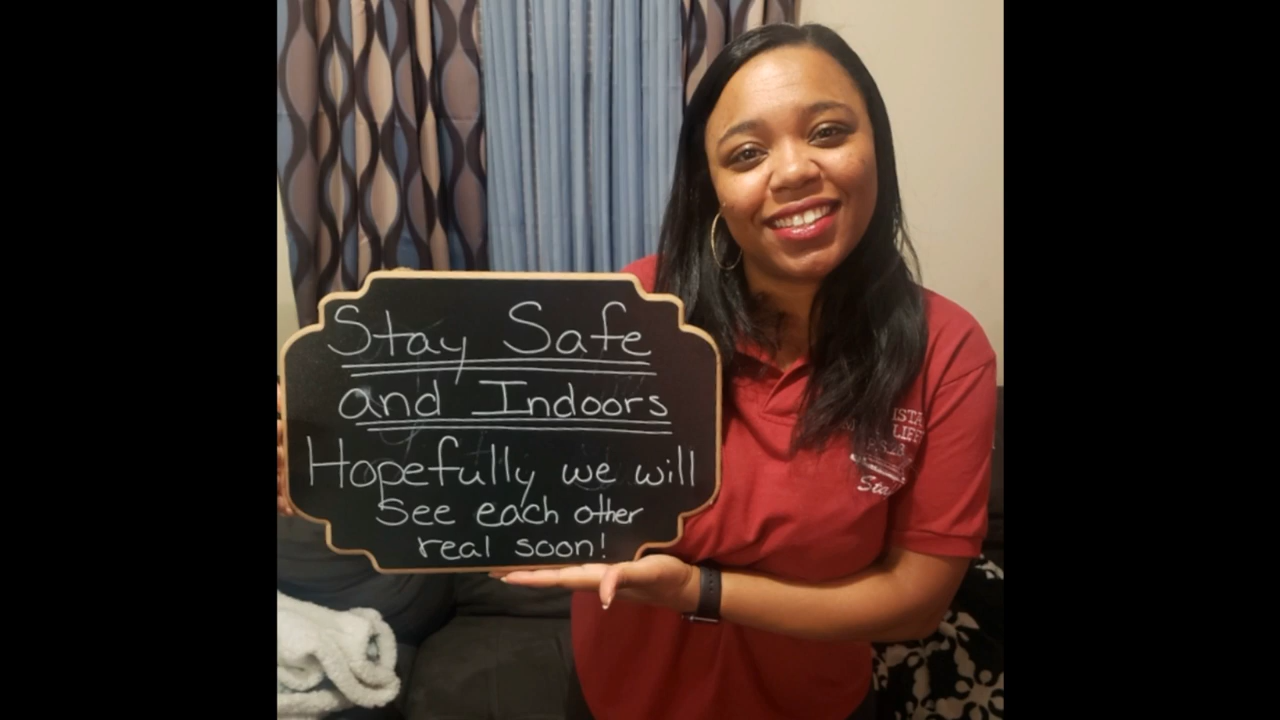 Stay Safe
and Indoors
Hopefully we will
See each other
real soon!